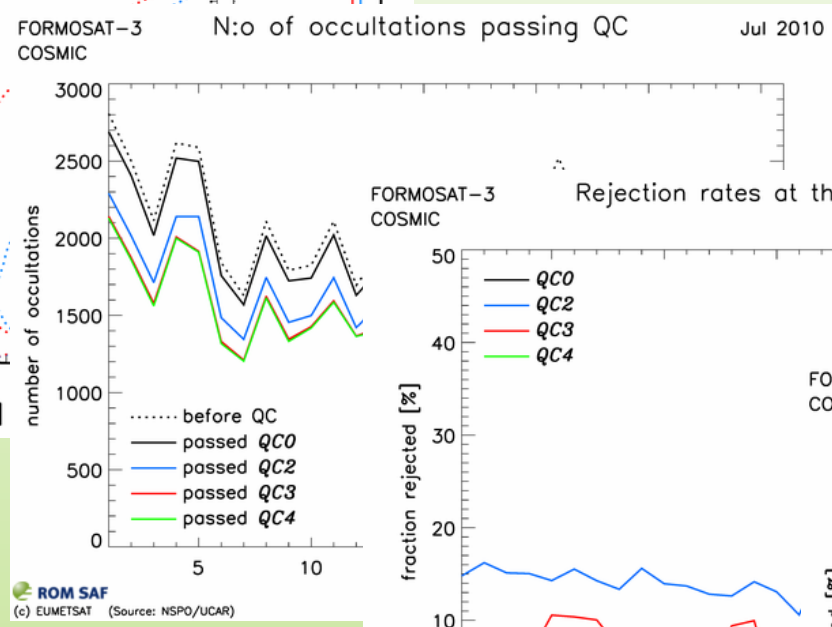 FORMOSAT-3
COSMIC
N:o of occultations passing QC
Jul 2010
number of occultations
3000
2500
2000
1500
1000
500
0
before QC
passed QC0
passed QC2
passed QC3
passed QC4
5
10
ROM SAF
(c) EUMETSAT (Source: NSPO/UCAR)
FORMOSAT-3
COSMIC
Rejection rates at th
fraction rejected [%]
50
40
30
20
10
QC0
QC2
QC3
QC4
FO
CO
[%]